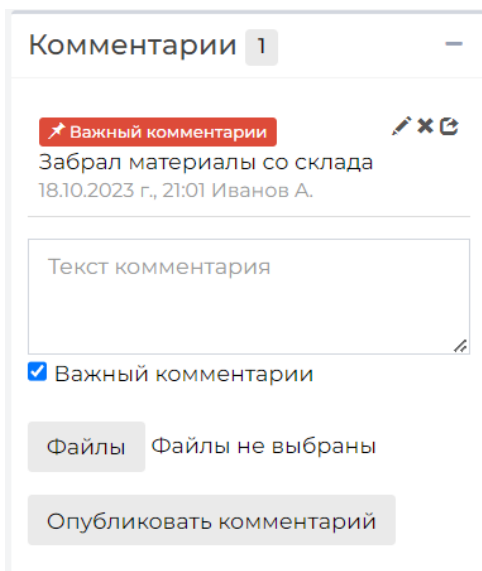 Комментарии 1
Важный комментарии
Забрал материалы со склада
18.10.2023 г., 21:01 Иванов А.
Текст комментария
Важный комментарии
Файлы Файлы не выбраны
Опубликовать комментарий